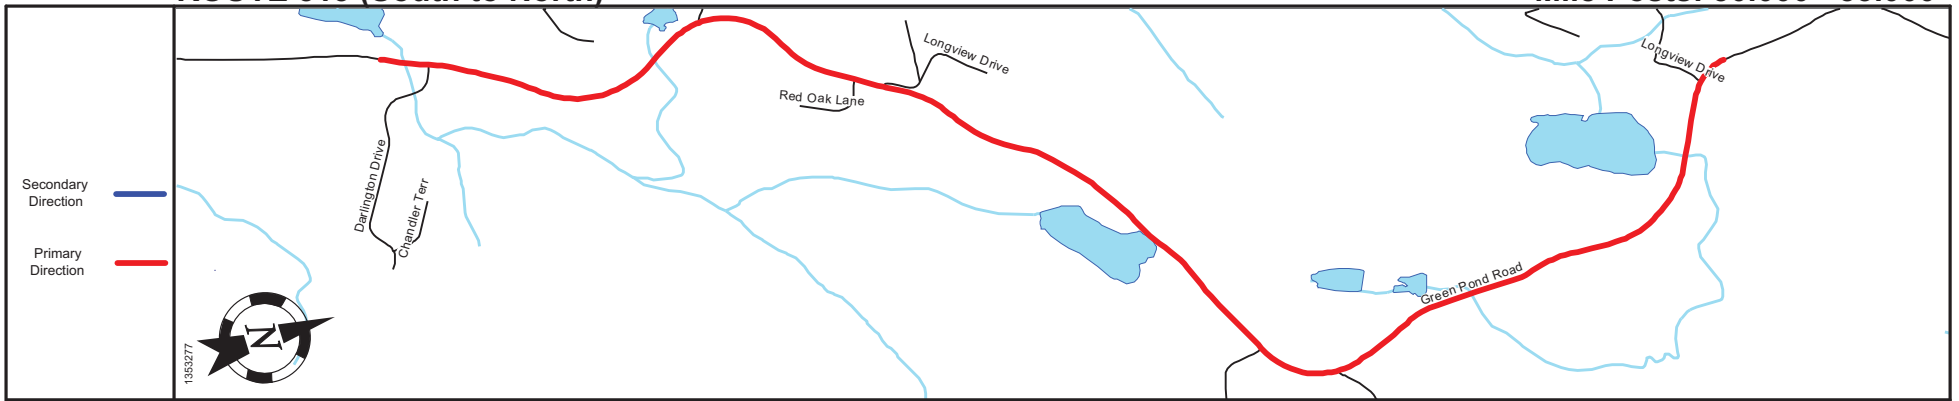 Longview Drive
Longview Drive
Red Oak Lane
Darlington Drive
Chandler Terr
Secondary
Direction
Primary
Direction
Green Pond Road
N
1353277